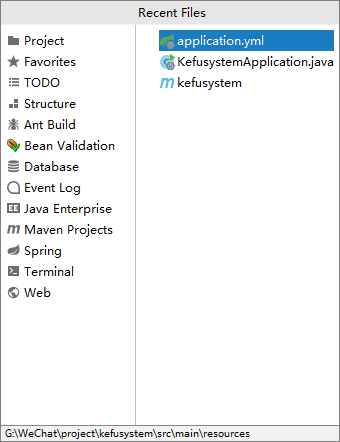 Recent Files
Project
Favorites
TODO
Structure
Ant Build
Bean Validation
Database
Event Log
Java Enterprise
Maven Projects
Spring
Terminal
Web
application.yml
KefusystemApplication.java
kefusystem
G:\WeChat\project\kefusystem\src\main\resources